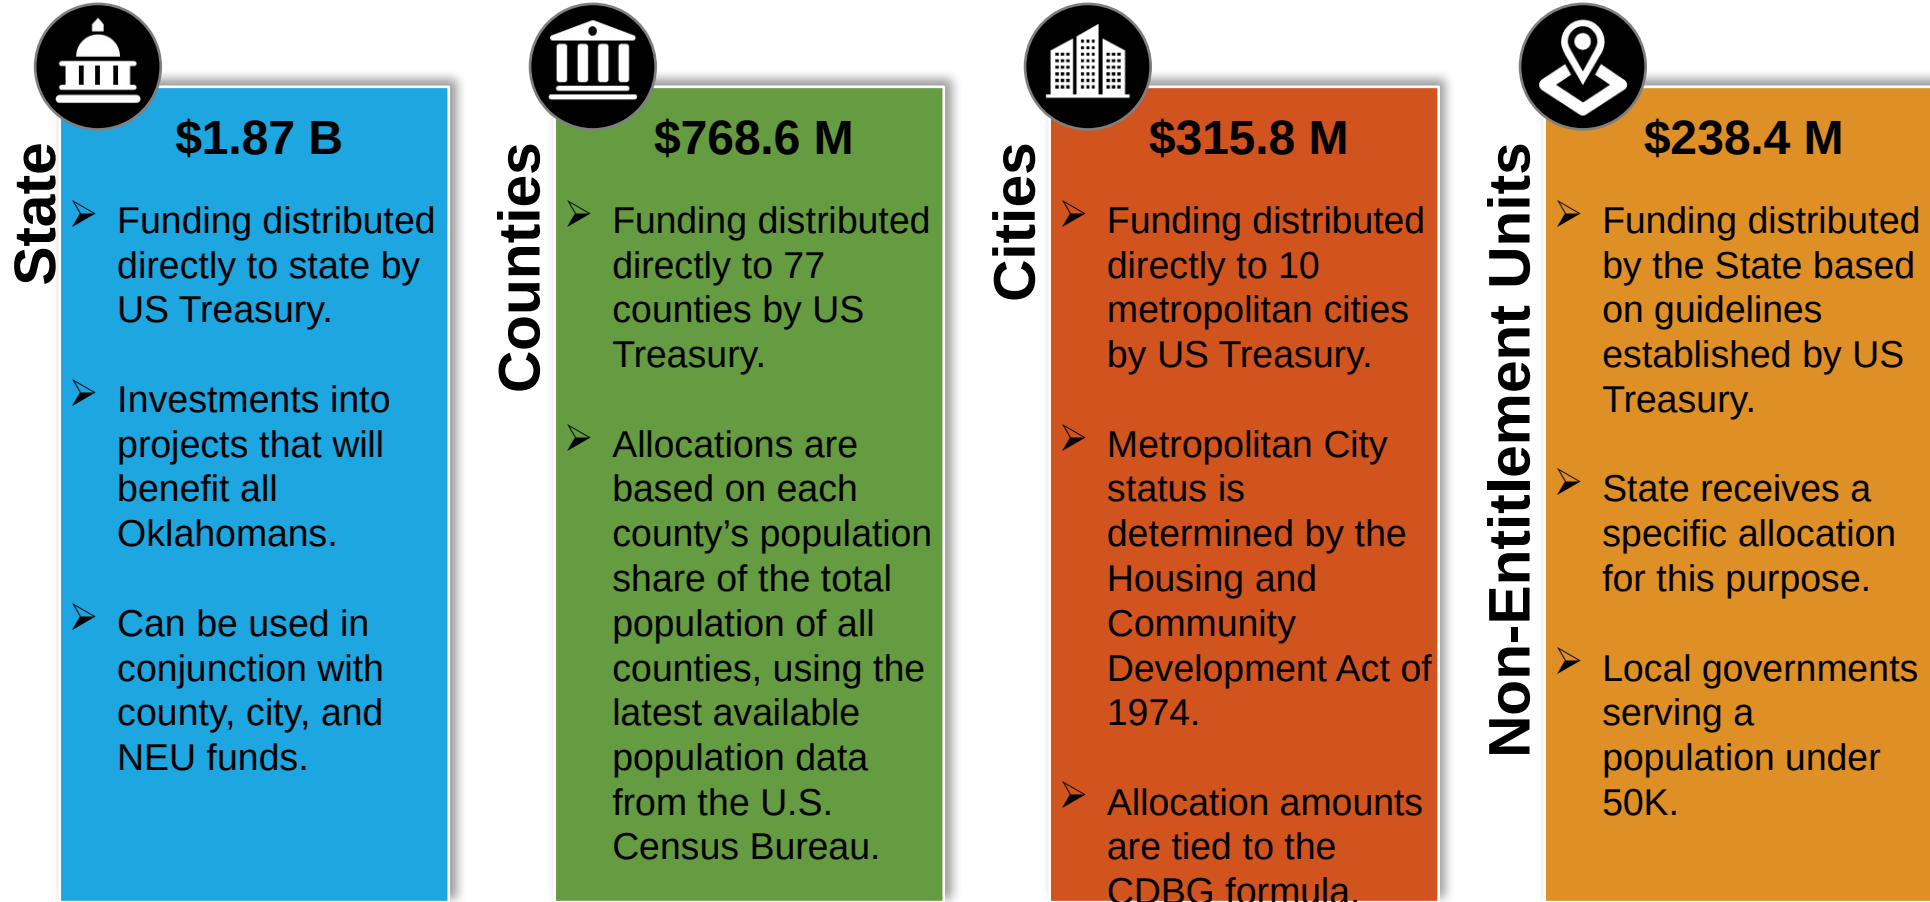 State
$1.87 B
➢ Funding distributed
directly to state by
US Treasury.
➢ Investments into
projects that will
benefit all
Oklahomans.
➢ Can be used in
conjunction with
county, city, and
NEU funds.
Counties
$768.6 M
➢ Funding distributed
directly to 77
counties by US
Treasury.
➢ Allocations are
based on each
county’s population
share of the total
population of all
counties, using the
latest available
population data
from the U.S.
Census Bureau.
Cities
$315.8 M
➢ Funding distributed
directly to 10
metropolitan cities
by US Treasury.
➢ Metropolitan City
status is
determined by the
Housing and
Community
Development Act of
1974.
➢ Allocation amounts
are tied to the
CDBG formula.
Non-Entitlement Units
$238.4 M
➢ Funding distributed
by the State based
on guidelines
established by US
Treasury.
➢ State receives a
specific allocation
for this purpose.
➢ Local governments
serving a
population under
50K.